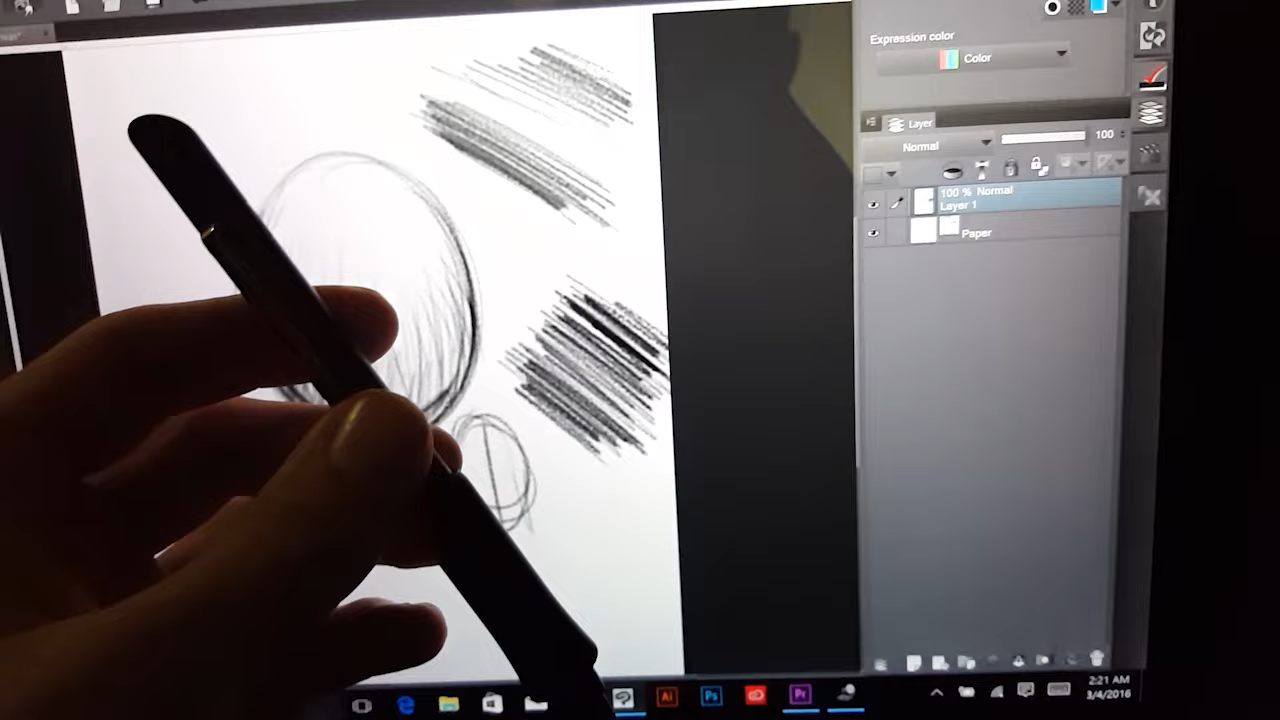 Expression color
Color
Layer
Normal
100
100 % Normal
Layer 1
Paper
Ai
Ps
Pr
2:21 AM
3/4/2016